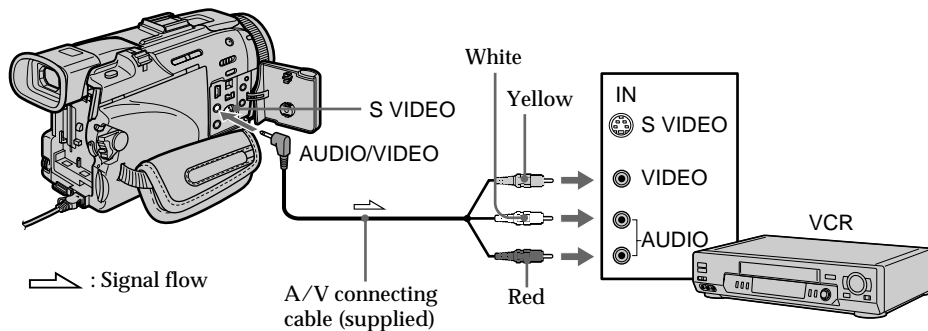 White
Yellow
S VIDEO
AUDIO/VIDEO
IN
S VIDEO
VIDEO
AUDIO
VCR
: Signal flow
A/V connecting
cable (supplied)
Red